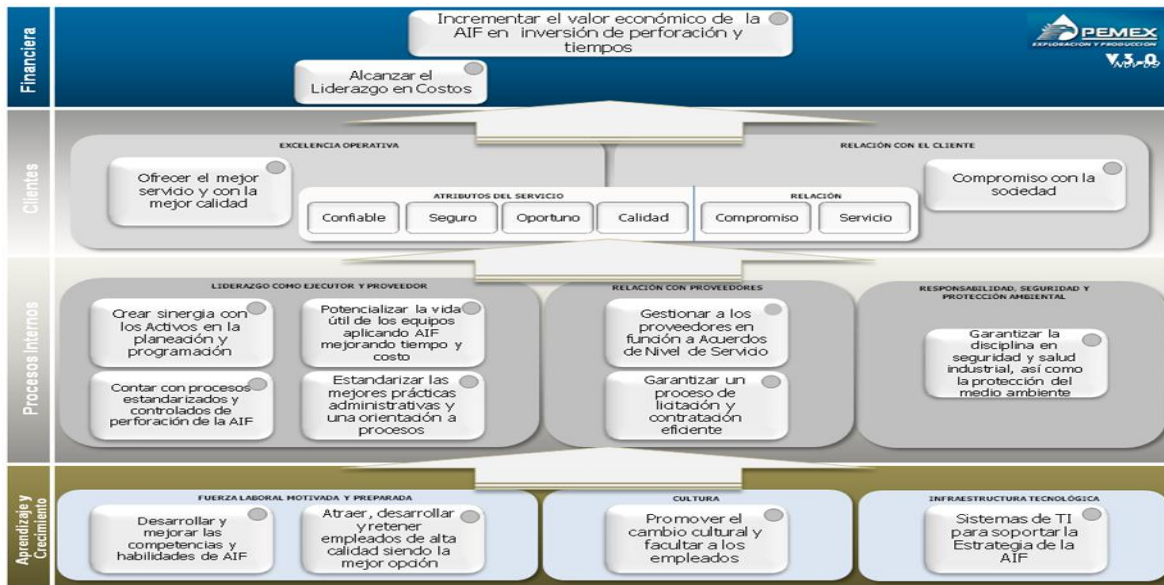 Financiera
Incrementar el valor económico de la
AIF en inversión de perforación y
tiempos
PEMEX
EXPLORACIÓN Y PRODUCCIÓN
V.3.0
Alcanzar el
Liderazgo en Costos
Clientes
EXCELENCIA OPERATIVA
RELACIÓN CON EL CLIENTE
Ofrecer el mejor
servicio y con la
mejor calidad
Compromiso con la
sociedad
ATRIBUTOS DEL SERVICIO
RELACIÓN
Confiable
Seguro
Oportuno
Calidad
Compromiso
Servicio
Procesos Internos
LIDERAZGO COMO EJECUTOR Y PROVEEDOR
RELACIÓN CON PROVEEDORES
RESPONSABILIDAD, SEGURIDAD Y
PROTECCIÓN AMBIENTAL
Crear sinergia con
los Activos en la
planeación y
programación
Potencializar la vida
útil de los equipos
aplicando AIF
mejorando tiempo y
costo
Gestionar a los
proveedores en
función a Acuerdos
de Nivel de Servicio
Garantizar la
disciplina en
seguridad y salud
industrial, así como
la protección del
medio ambiente
Contar con procesos
estandarizados y
controlados de
perforación de la AIF
Estandarizar las
mejores prácticas
administrativas y
una orientación a
procesos
Garantizar un
proceso de
licitación y
contratación
eficiente
Aprendizaje y
Crecimiento
FUERZA LABORAL MOTIVADA Y PREPARADA
CULTURA
INFRAESTRUCTURA TECNOLÓGICA
Desarrollar y
mejorar las
competencias y
habilidades de AIF
Atraer, desarrollar
y retener
empleados de alta
calidad siendo la
mejor opción
Promover el
cambio cultural y
facultar a los
empleados
Sistemas de TI
para soportar la
Estrategia de la
AIF